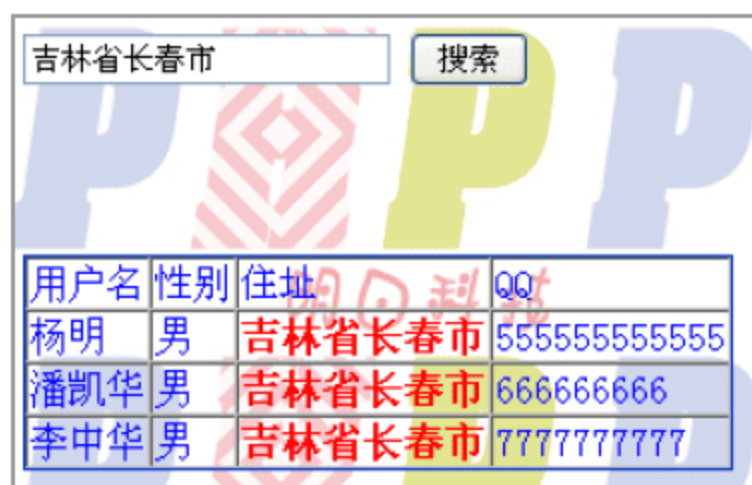 吉林省长春市 搜索
用户名 性别 住址 QQ
杨明 男 吉林省长春市 555555555555
潘凯华 男 吉林省长春市 666666666
李中华 男 吉林省长春市 7777777777